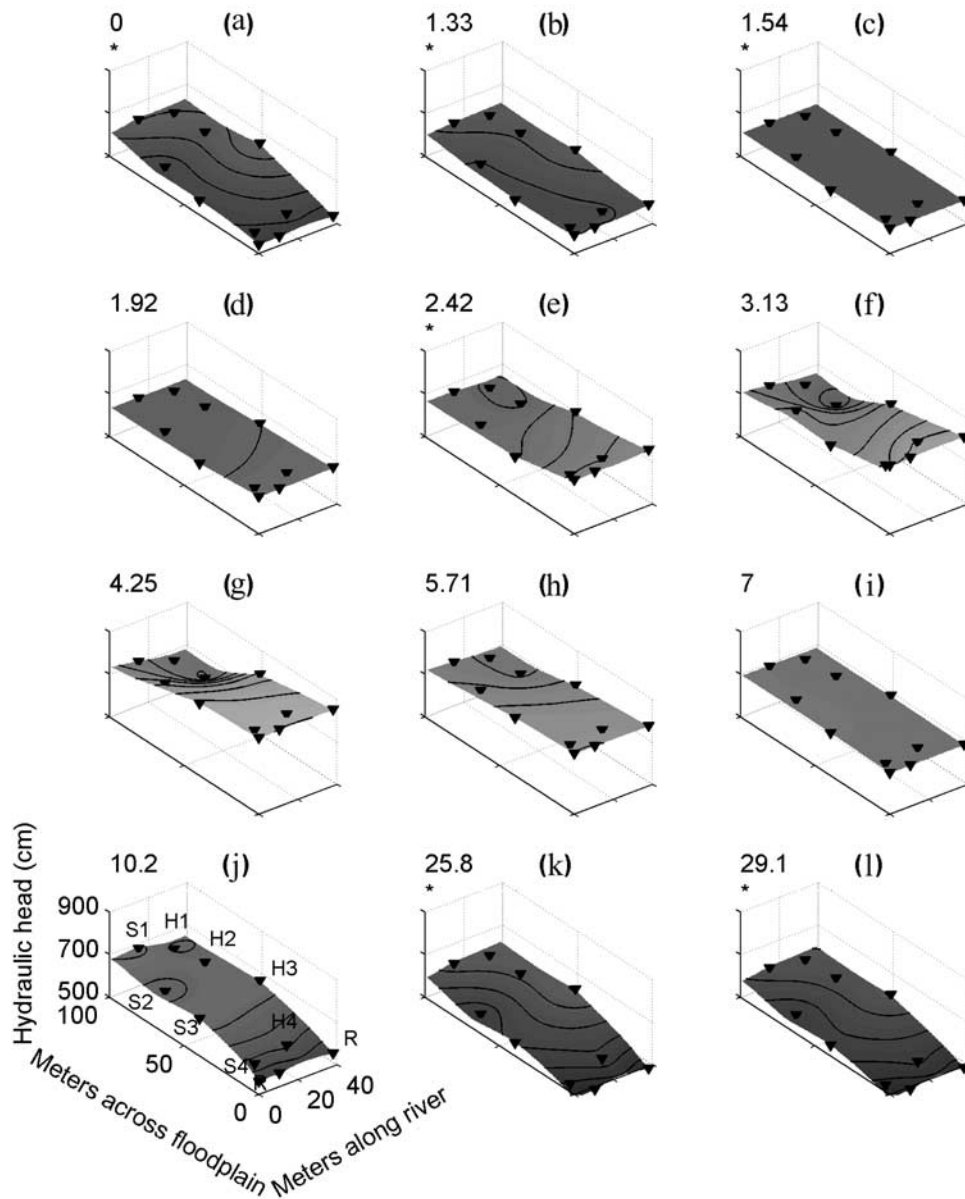 0 (a)
*
1.33 (b)
*
1.54 (c)
*
1.92 (d)
2.42 (e)
*
3.13 (f)
4.25 (g)
5.71 (h)
7 (i)
10.2 (j)
25.8 (k)
*
29.1 (l)
*
Hydraulic head (cm)
900
700
500
100
50
0
0
20
40
S1
H1
H2
H3
S2
S3
H4
R
S4
Meters across floodplain
Meters along river